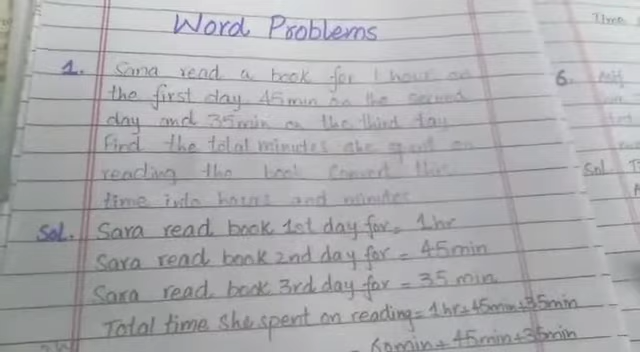 Word Problems
1. Sara read a book for 1 hour on
the first day 45min on the second
day and 35min on the third day
Find the total minutes she spent on
reading the book convert this
time into hours and minutes
Sol. Sara read book 1st day for = 1hr
Sara read book 2nd day for = 45min
Sara read book 3rd day for = 35 min
Total time She spent on reading = 1hr+45min+35min
= 60min + 45min+35min
Time
6.
Sol.